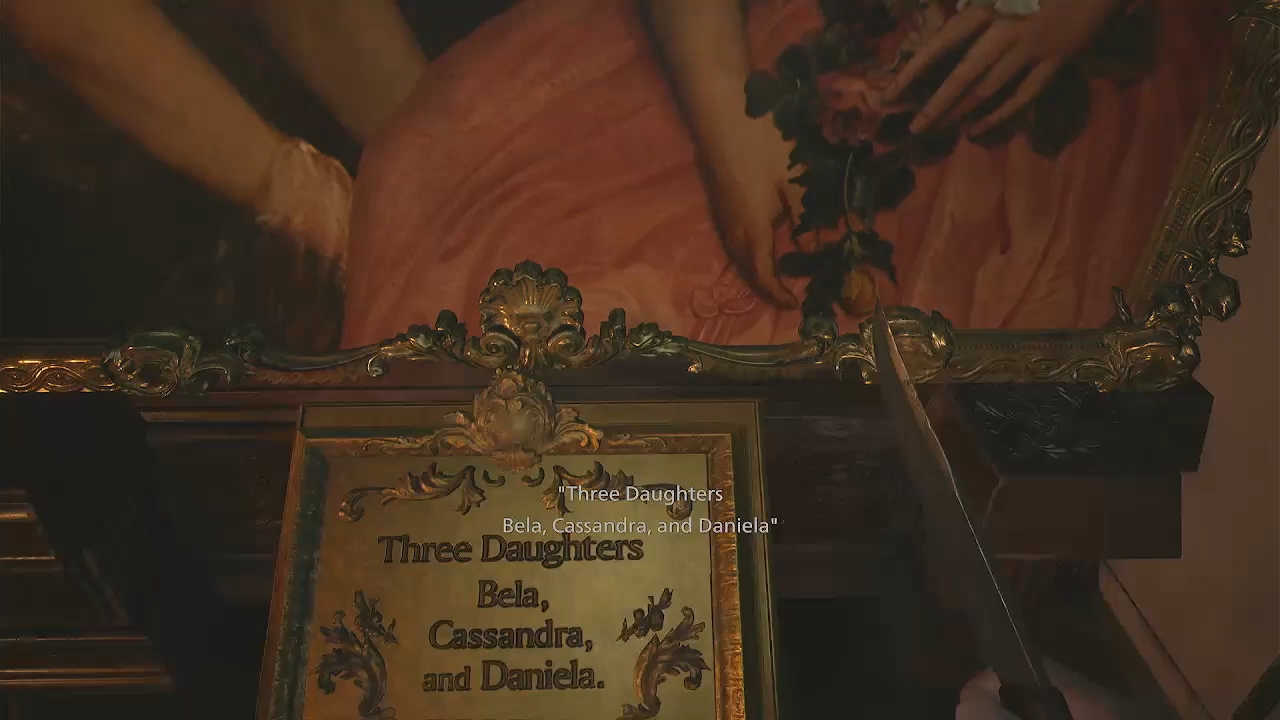 "Three Daughters
Bela, Cassandra, and Daniela"
Three Daughters
Bela,
Cassandra,
and Daniela.